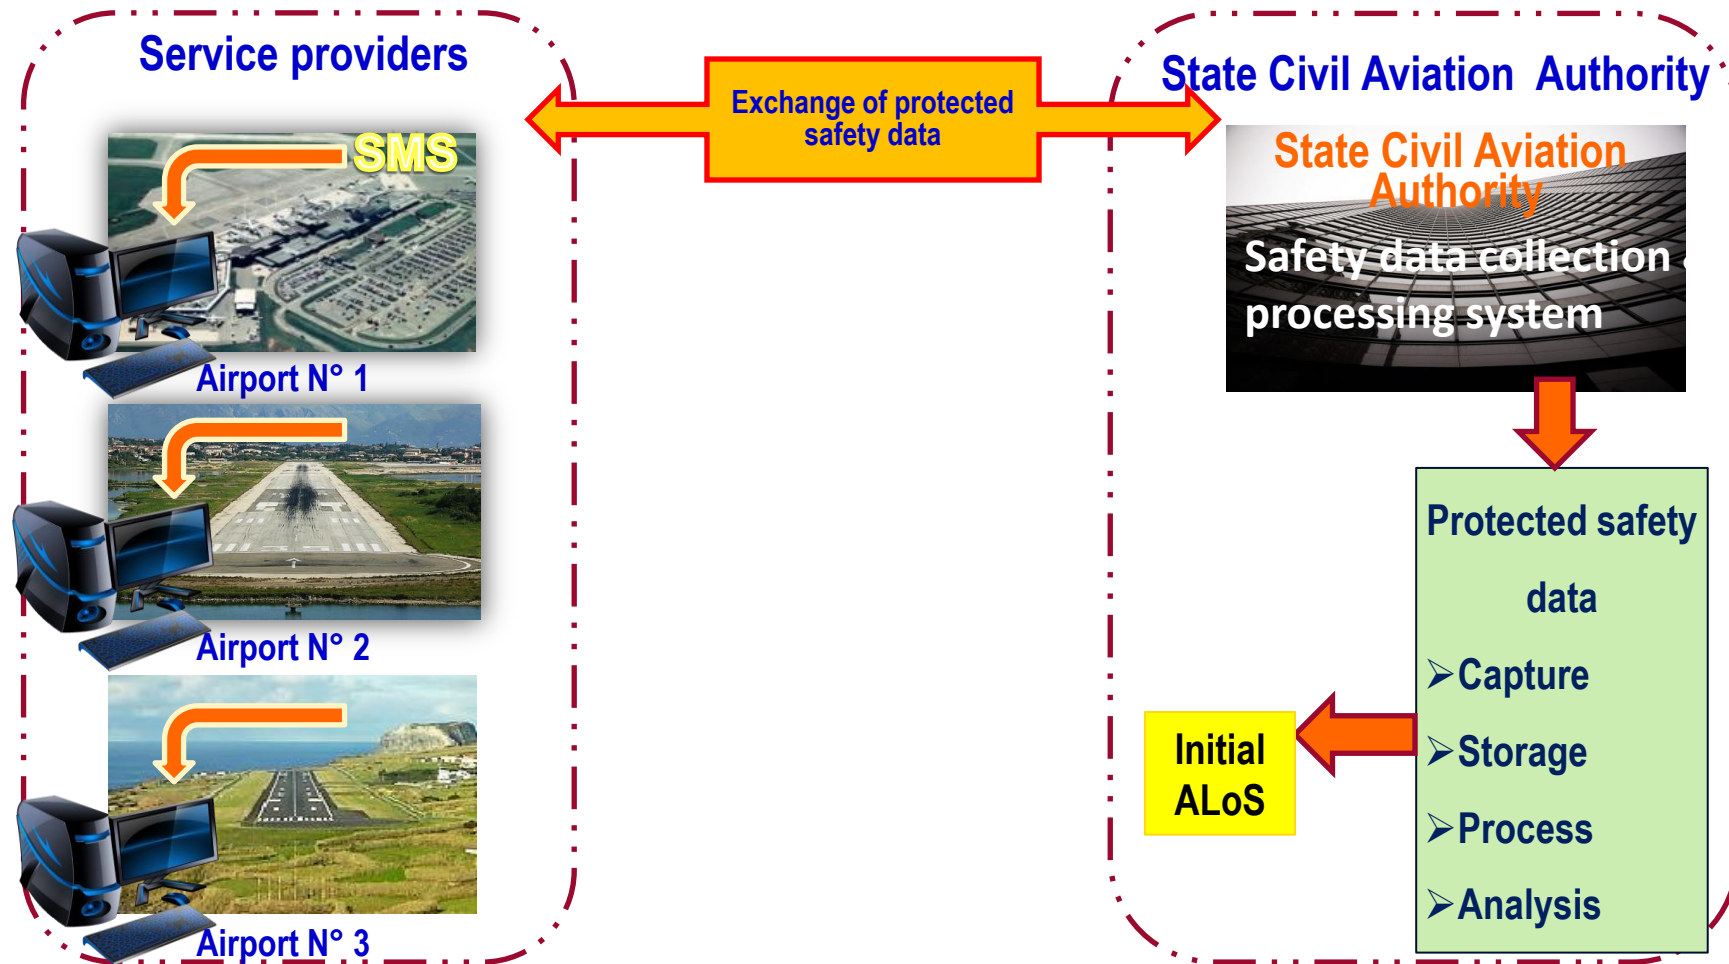 Service providers
SMS
Airport N° 1
Airport N° 2
Airport N° 3
Exchange of protected
safety data
State Civil Aviation Authority
State Civil Aviation
Authority
Safety data collection
processing system
Protected safety
data
➢Capture
➢Storage
➢Process
➢Analysis
Initial
ALoS